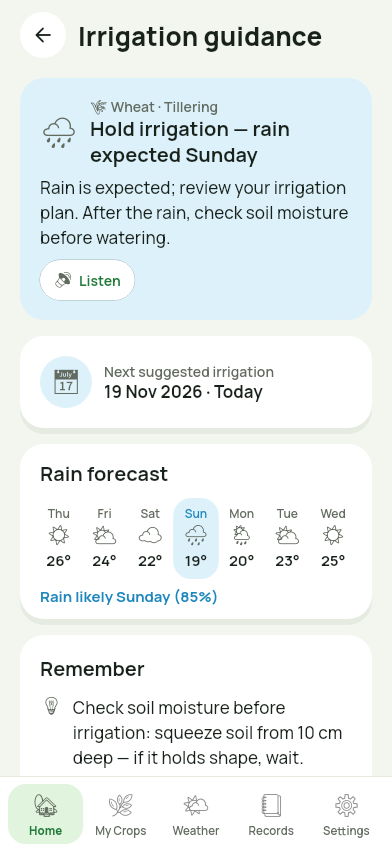 Irrigation guidance
Wheat · Tillering
Hold irrigation — rain
expected Sunday
Rain is expected; review your irrigation
plan. After the rain, check soil moisture
before watering.
Listen
July
17
Next suggested irrigation
19 Nov 2026 · Today
Rain forecast
Thu Fri Sat Sun Mon Tue Wed
26° 24° 22° 19° 20° 23° 25°
Rain likely Sunday (85%)
Remember
Check soil moisture before
irrigation: squeeze soil from 10 cm
deep — if it holds shape, wait.
Home My Crops Weather Records Settings